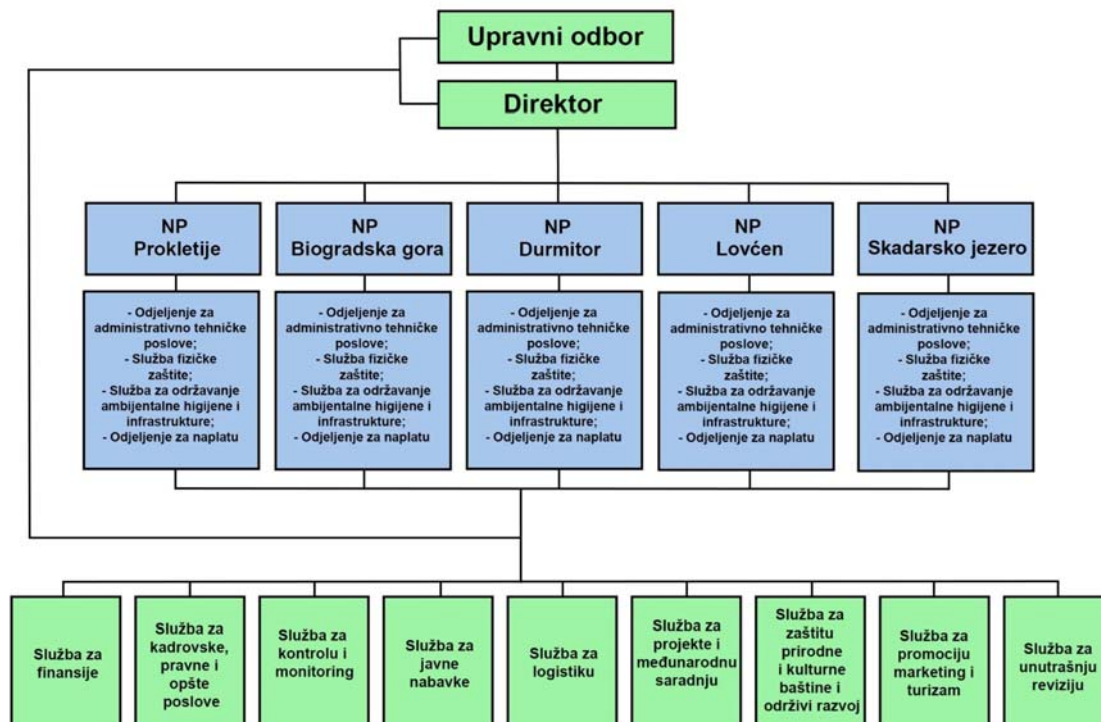 Upravni odbor
Direktor
NP
Prokletije
NP
Biogradska gora
NP
Durmitor
NP
Lovćen
NP
Skadarsko jezero
- Odjeljenje za
administrativno tehničke
poslove;
- Služba fizičke
zaštite;
- Služba za održavanje
ambijentalne higijene i
infrastrukture;
- Odjeljenje za naplatu
- Odjeljenje za
administrativno tehničke
poslove;
- Služba fizičke
zaštite;
- Služba za održavanje
ambijentalne higijene i
infrastrukture;
- Odjeljenje za naplatu
- Odjeljenje za
administrativno tehničke
poslove;
- Služba fizičke
zaštite;
- Služba za održavanje
ambijentalne higijene i
infrastrukture;
- Odjeljenje za naplatu
- Odjeljenje za
administrativno tehničke
poslove;
- Služba fizičke
zaštite;
- Služba za održavanje
ambijentalne higijene i
infrastrukture;
- Odjeljenje za naplatu
- Odjeljenje za
administrativno tehničke
poslove;
- Služba fizičke
zaštite;
- Služba za održavanje
ambijentalne higijene i
infrastrukture;
- Odjeljenje za naplatu
Služba za
finansije
Služba za
kadrovske,
pravne i
opšte
poslove
Služba za
kontrolu i
monitoring
Služba za
javne
nabavke
Služba za
logistiku
Služba za
projekte i
međunarodnu
saradnju
Služba za
zaštitu
prirodne
i kulturne
baštine i
održivi razvoj
Služba za
promociju
marketing i
turizam
Služba za
unutrašnju
reviziju